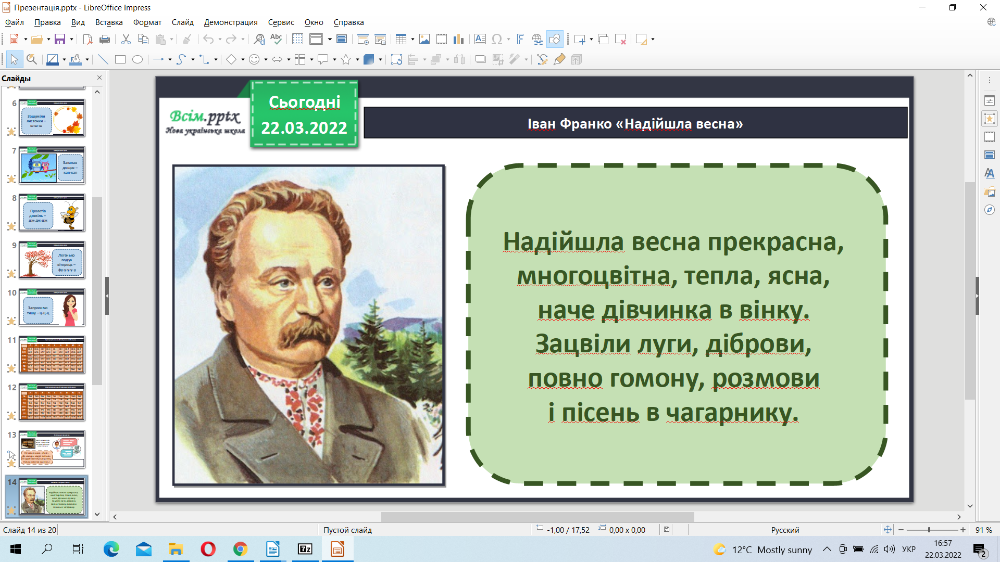 Презентація.pptx - LibreOffice Impress
Файл Правка Вид Вставка Формат Слайд Демонстрация Сервис Окно Справка
Слайды
6
Зашуміли
листочки –
ш-ш-ш
7
Закапав
дощик –
кап-кап
8
Пролетів
джміль –
дж-дж-дж
9
Легенько
подув
вітерець –
фу-у-у-у-у
10
Запросимо
тишу – ц-ц-ц
11
12
13
14
Всім.pptx
Нова українська школа
Сьогодні
22.03.2022
Іван Франко «Надійшла весна»
Надійшла весна прекрасна,
многоцвітна, тепла, ясна,
наче дівчинка в вінку.
Зацвіли луги, діброви,
повно гомону, розмови
і пісень в чагарнику.
Слайд 14 из 20
Пустой слайд
-1,00 / 17,52
0,00 x 0,00
Русский
91 %
12°C Mostly sunny
УКР
16:57
22.03.2022
2